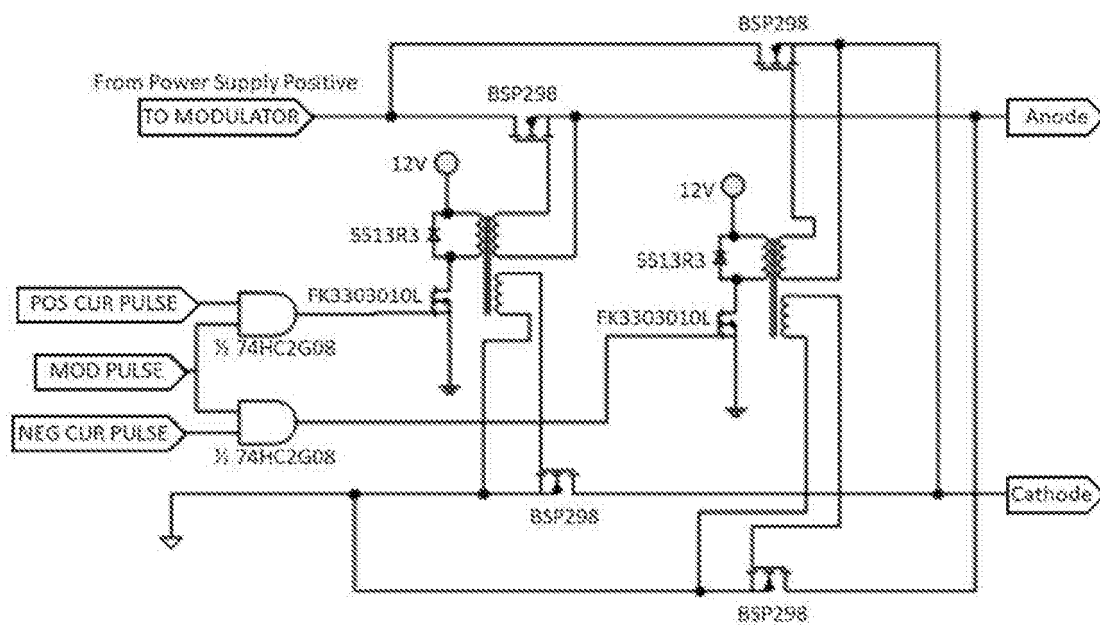 BSP298
From Power Supply Positive
TO MODULATOR
BSP298
Anode
12V
12V
SS13R3
SS13R3
POS CUR PULSE
FK3303010L
FK3303010L
½ 74HC2G08
MOD PULSE
NEG CUR PULSE
½ 74HC2G08
BSP298
Cathode
BSP298